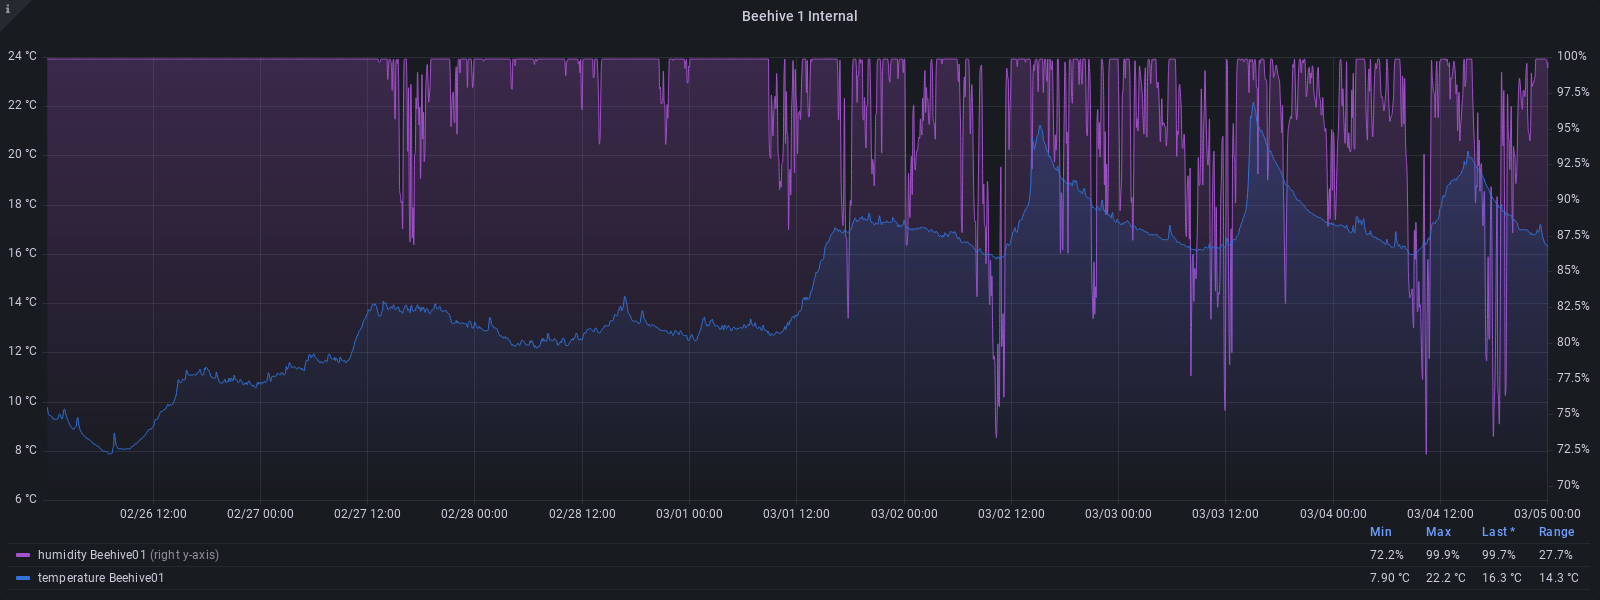 i
Beehive 1 Internal
24 °C
22 °C
20 °C
18 °C
16 °C
14 °C
12 °C
10 °C
8 °C
6 °C
100%
97.5%
95%
92.5%
90%
87.5%
85%
82.5%
80%
77.5%
75%
72.5%
70%
02/26 12:00 02/27 00:00 02/27 12:00 02/28 00:00 02/28 12:00 03/01 00:00 03/01 12:00 03/02 00:00 03/02 12:00 03/03 00:00 03/03 12:00 03/04 00:00 03/04 12:00 03/05 00:00
Min Max Last * Range
humidity Beehive01 (right y-axis) 72.2% 99.9% 99.7% 27.7%
temperature Beehive01 7.90 °C 22.2 °C 16.3 °C 14.3 °C